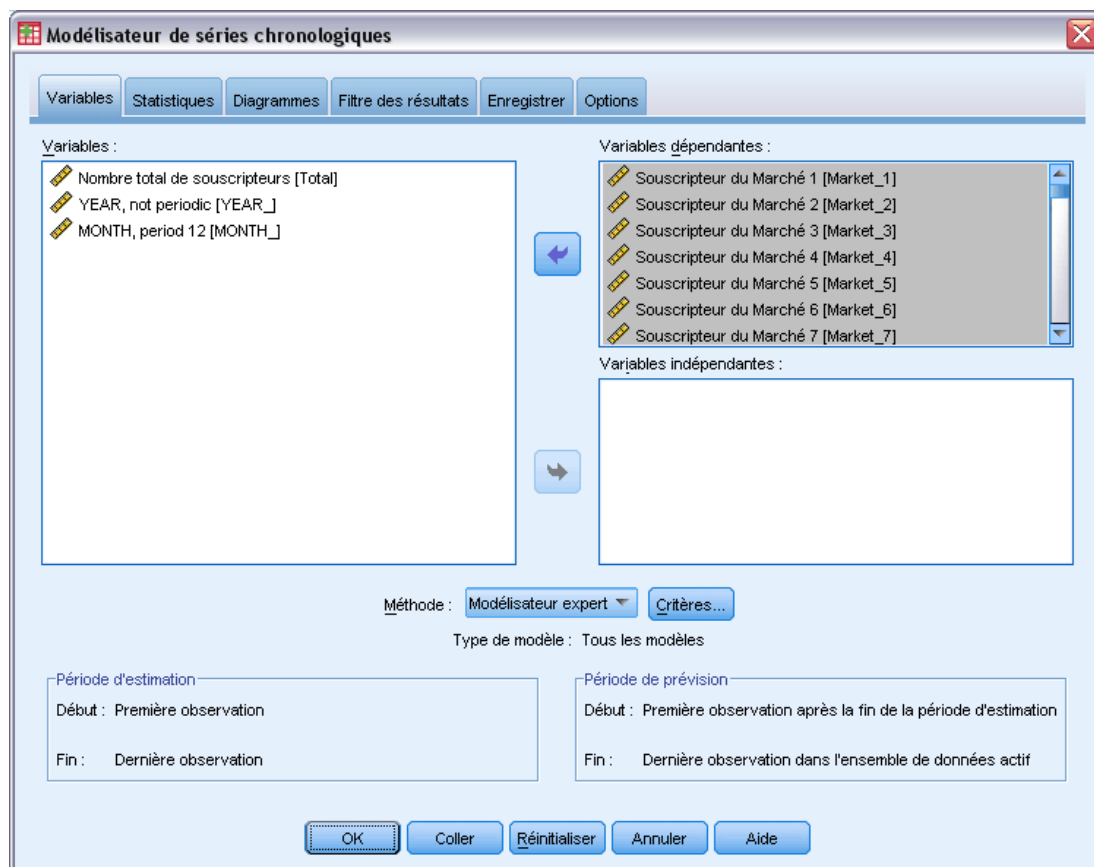 Modélisateur de séries chronologiques
Variables Statistiques Diagrammes Filtre des résultats Enregistrer Options
Variables :
Nombre total de souscripteurs [Total]
YEAR, not periodic [YEAR_]
MONTH, period 12 [MONTH_]
Variables dépendantes :
Souscripteur du Marché 1 [Market_1]
Souscripteur du Marché 2 [Market_2]
Souscripteur du Marché 3 [Market_3]
Souscripteur du Marché 4 [Market_4]
Souscripteur du Marché 5 [Market_5]
Souscripteur du Marché 6 [Market_6]
Souscripteur du Marché 7 [Market_7]
Variables indépendantes :
Méthode : Modélisateur expert Critères...
Type de modèle : Tous les modèles
Période d'estimation
Début : Première observation
Fin : Dernière observation
Période de prévision
Début : Première observation après la fin de la période d'estimation
Fin : Dernière observation dans l'ensemble de données actif
OK Coller Réinitialiser Annuler Aide